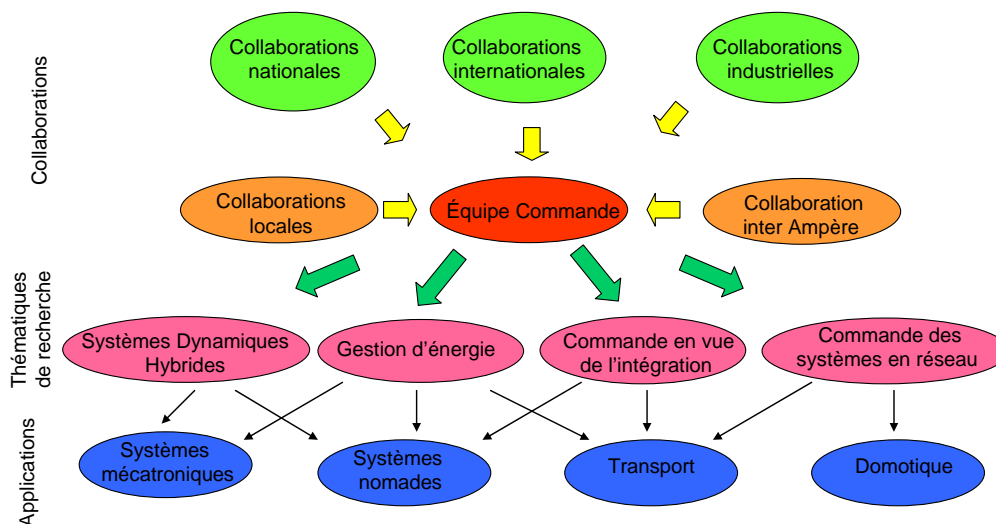 Collaborations
nationales
Collaborations
internationales
Collaborations
industrielles
Collaborations
Collaborations
locales
Équipe Commande
Collaboration
inter Ampère
Thématiques
de recherche
Systèmes Dynamiques
Hybrides
Gestion d'énergie
Commande en vue
de l'intégration
Commande des
systèmes en réseau
Applications
Systèmes
mécatroniques
Systèmes
nomades
Transport
Domotique